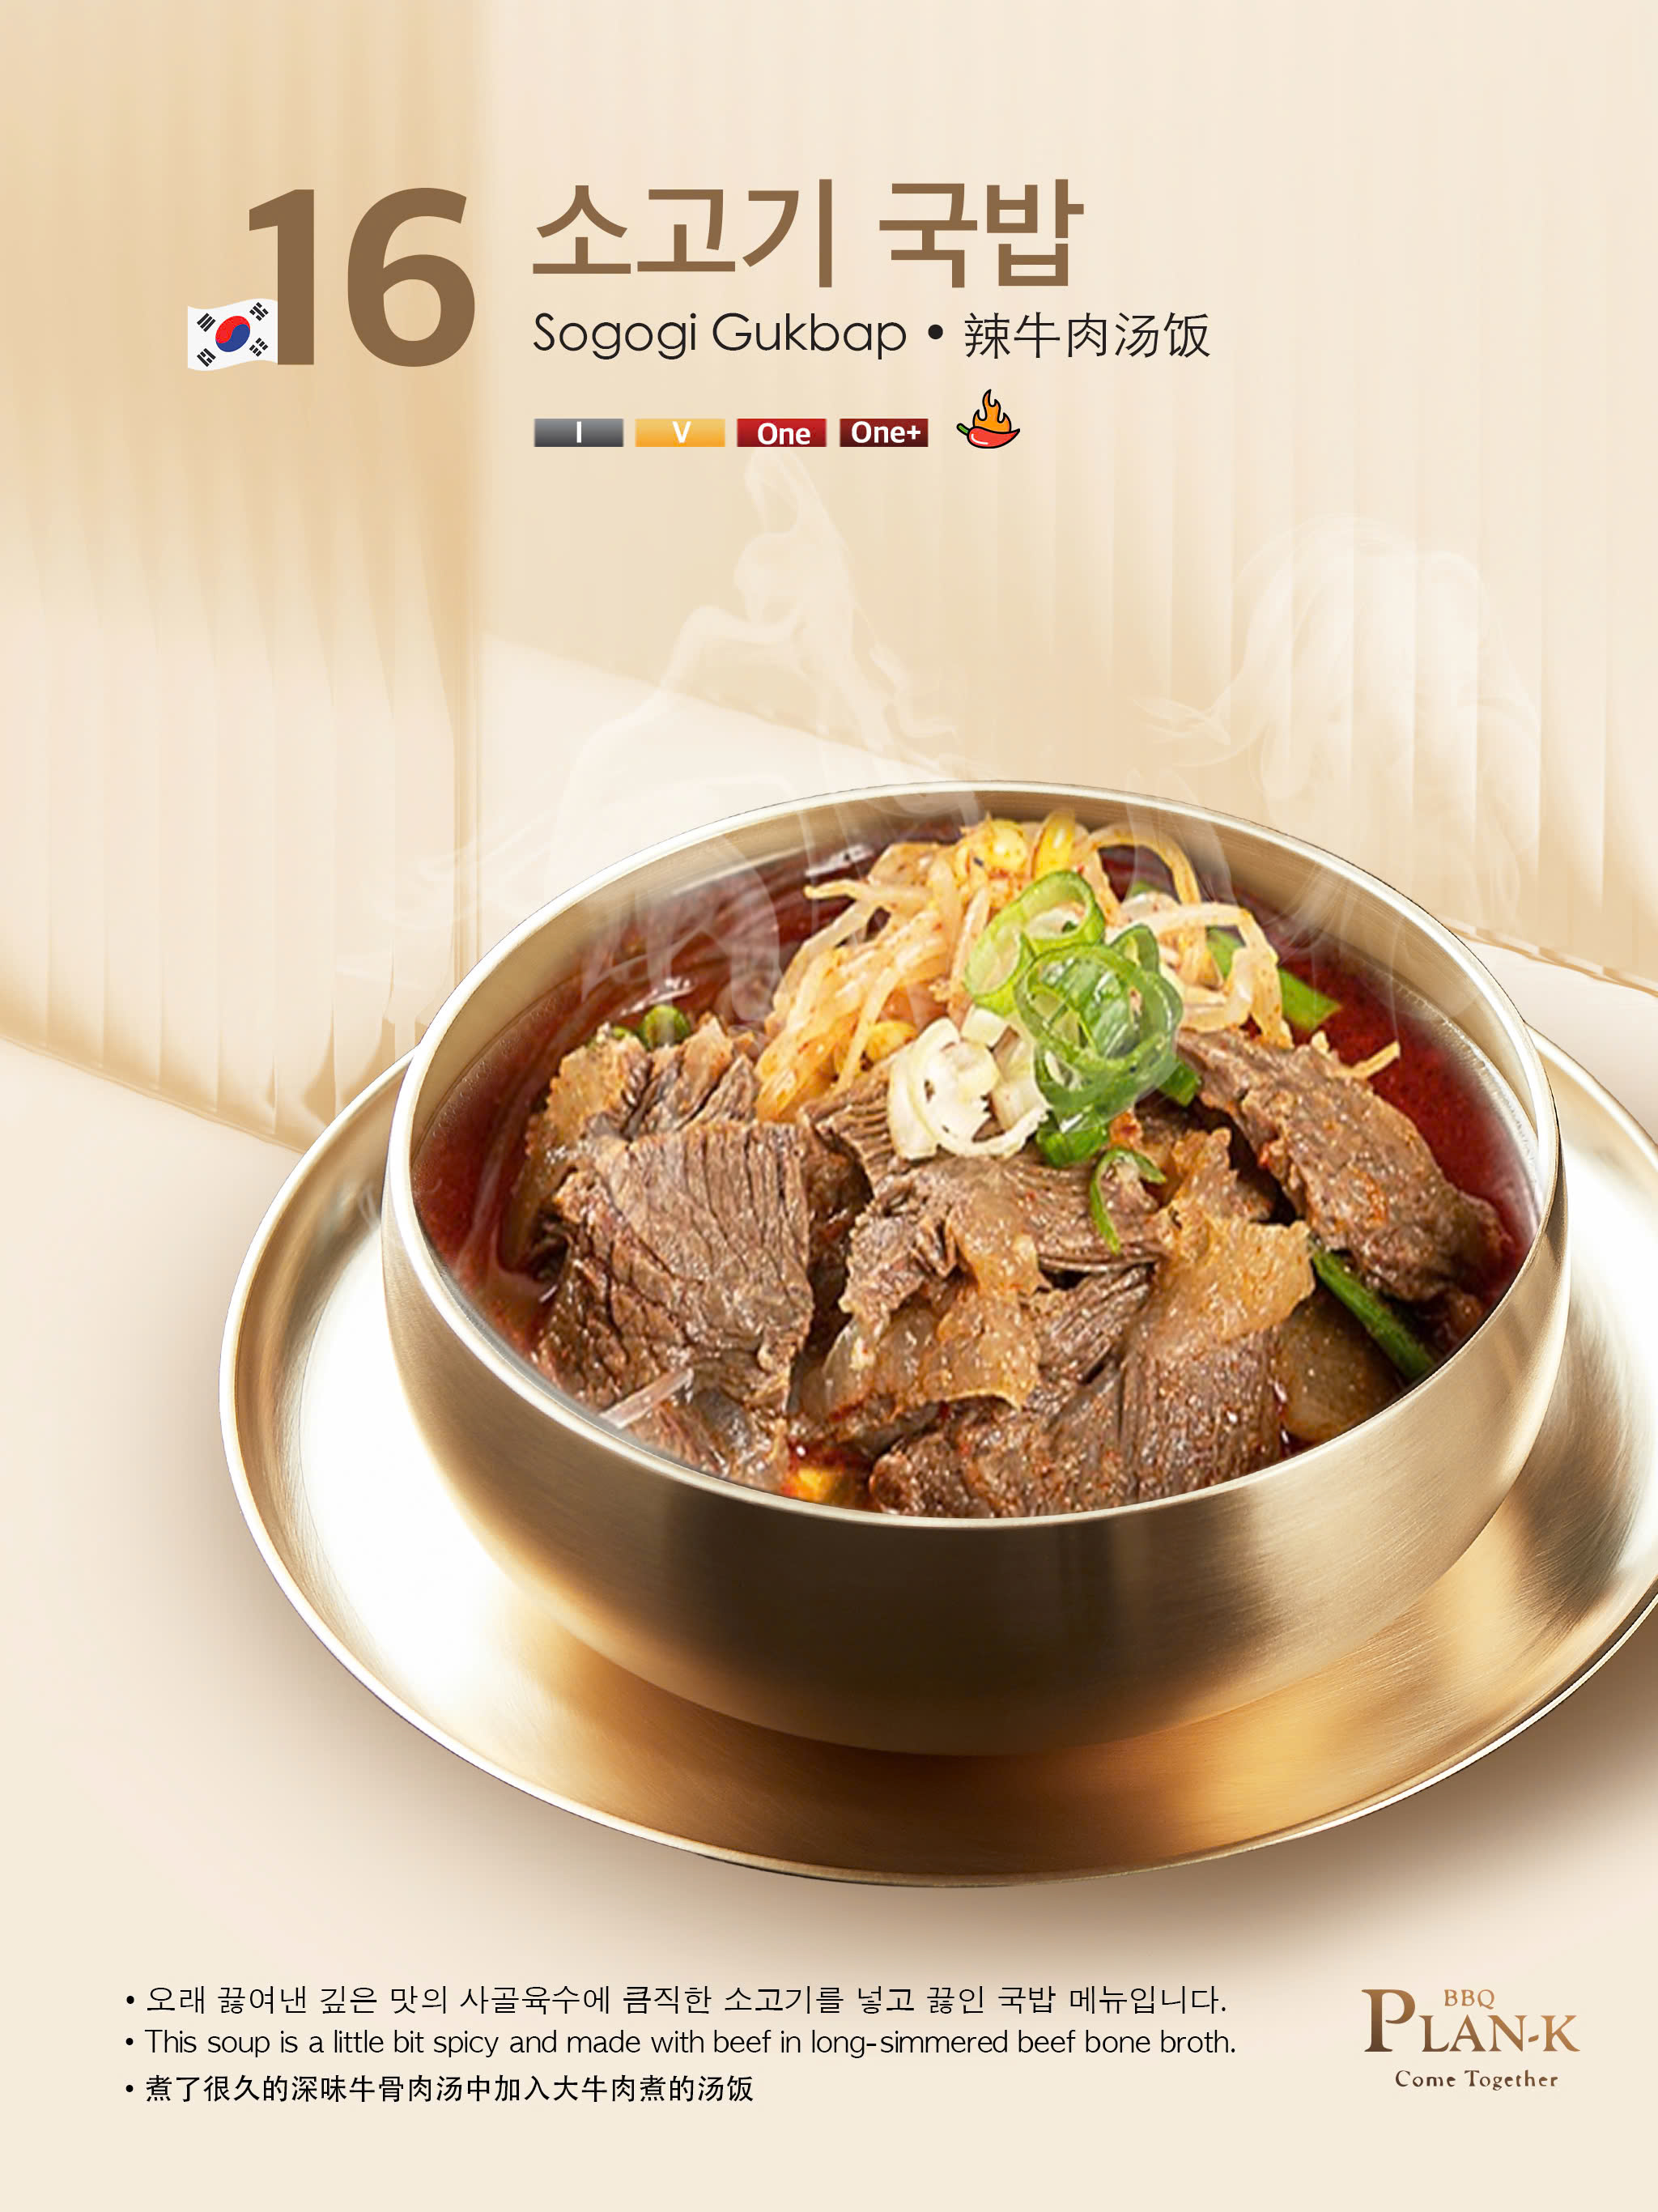 16
소고기 국밥
Sogogi Gukbap • 辣牛肉汤饭
I V One One+
• 오래 끓여낸 깊은 맛의 사골육수에 큼직한 소고기를 넣고 끓인 국밥 메뉴입니다.
• This soup is a little bit spicy and made with beef in long-simmered beef bone broth.
• 煮了很久的深味牛骨肉汤中加入大牛肉煮的汤饭
BBQ
PLAN-K
Come Together